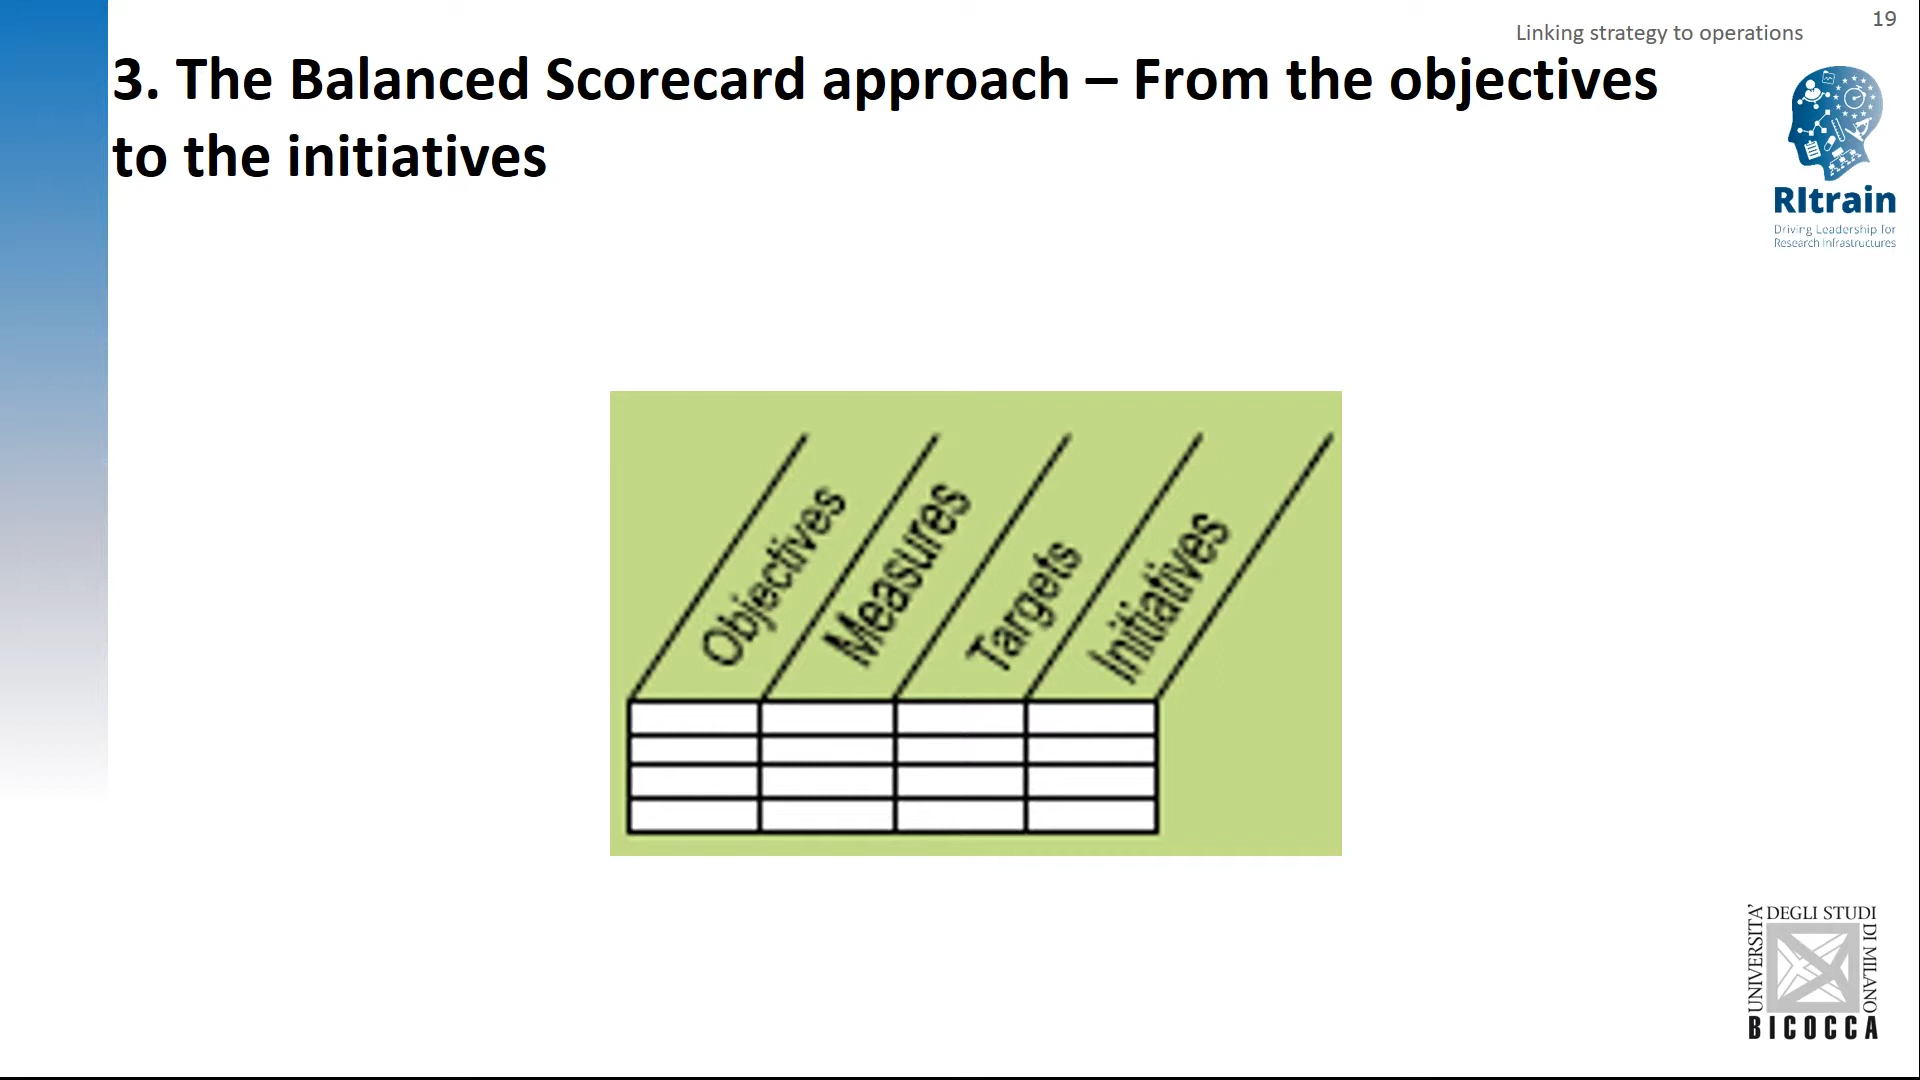 19
Linking strategy to operations
3. The Balanced Scorecard approach – From the objectives
to the initiatives
RItrain
Driving Leadership for
Research Infrastructures
Objectives
Measures
Targets
Initiatives
UNIVERSITA'
DEGLI STUDI
DI MILANO
BICOCCA